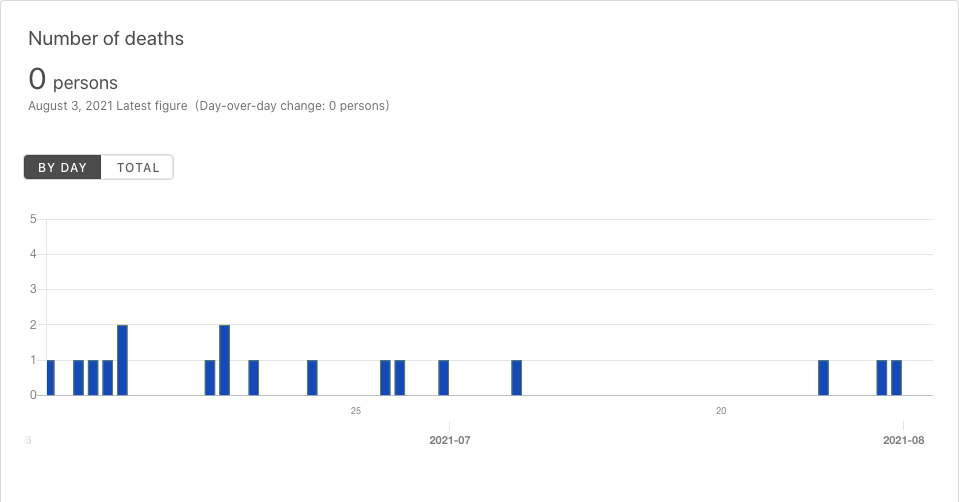 Number of deaths
0 persons
August 3, 2021 Latest figure (Day-over-day change: 0 persons)
BY DAY TOTAL
5
4
3
2
1
0
25 20
6 2021-07 2021-08